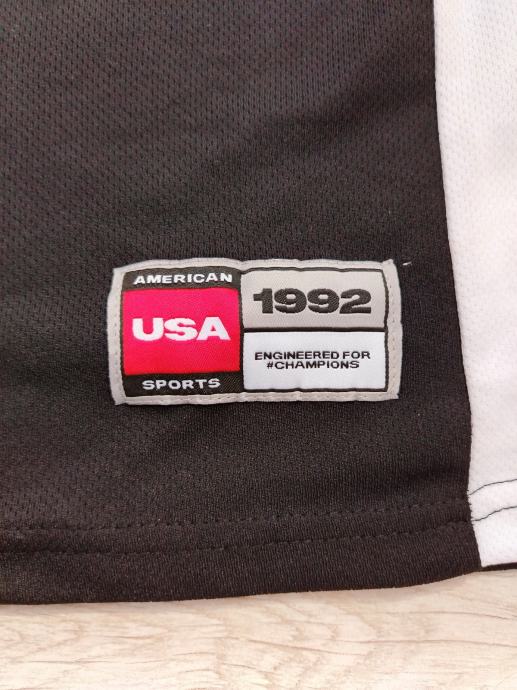 AMERICAN
USA
SPORTS
1992
ENGINEERED FOR
#CHAMPIONS